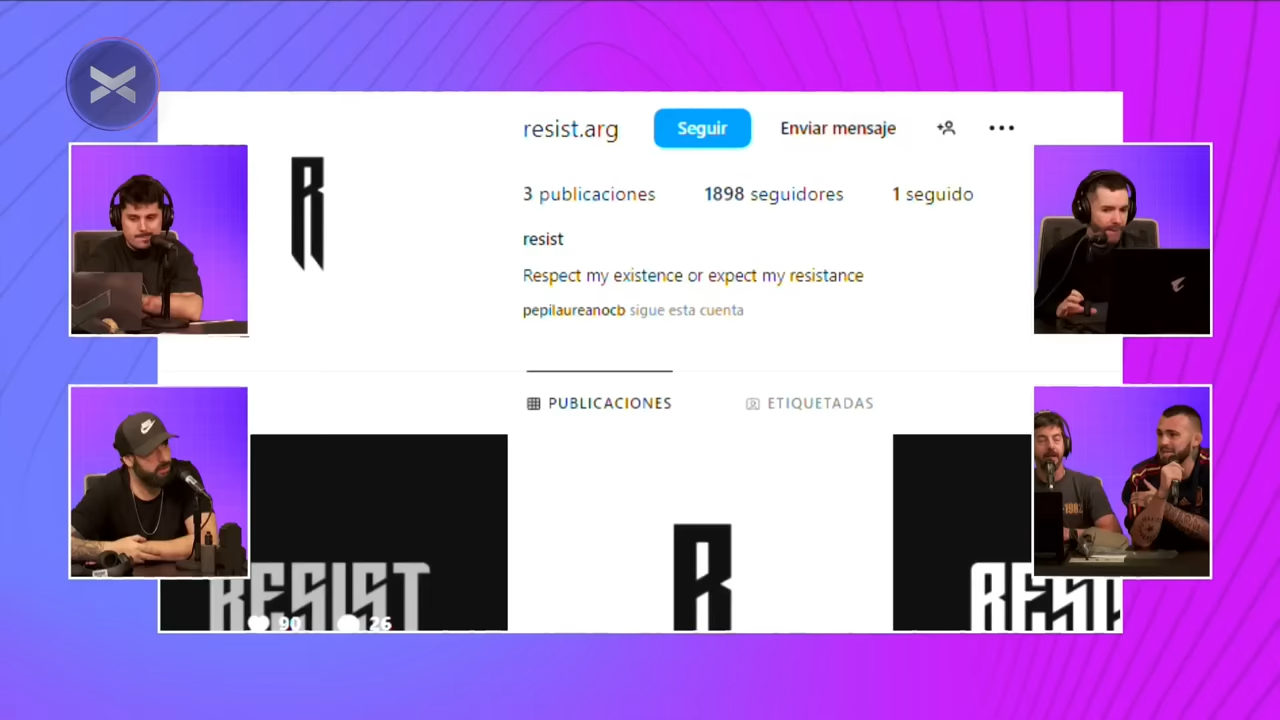 resist.arg Seguir Enviar mensaje
R
3 publicaciones 1898 seguidores 1 seguido
resist
Respect my existence or expect my resistance
pepilaureanocb sigue esta cuenta
PUBLICACIONES ETIQUETADAS
R
RESIST
90 26